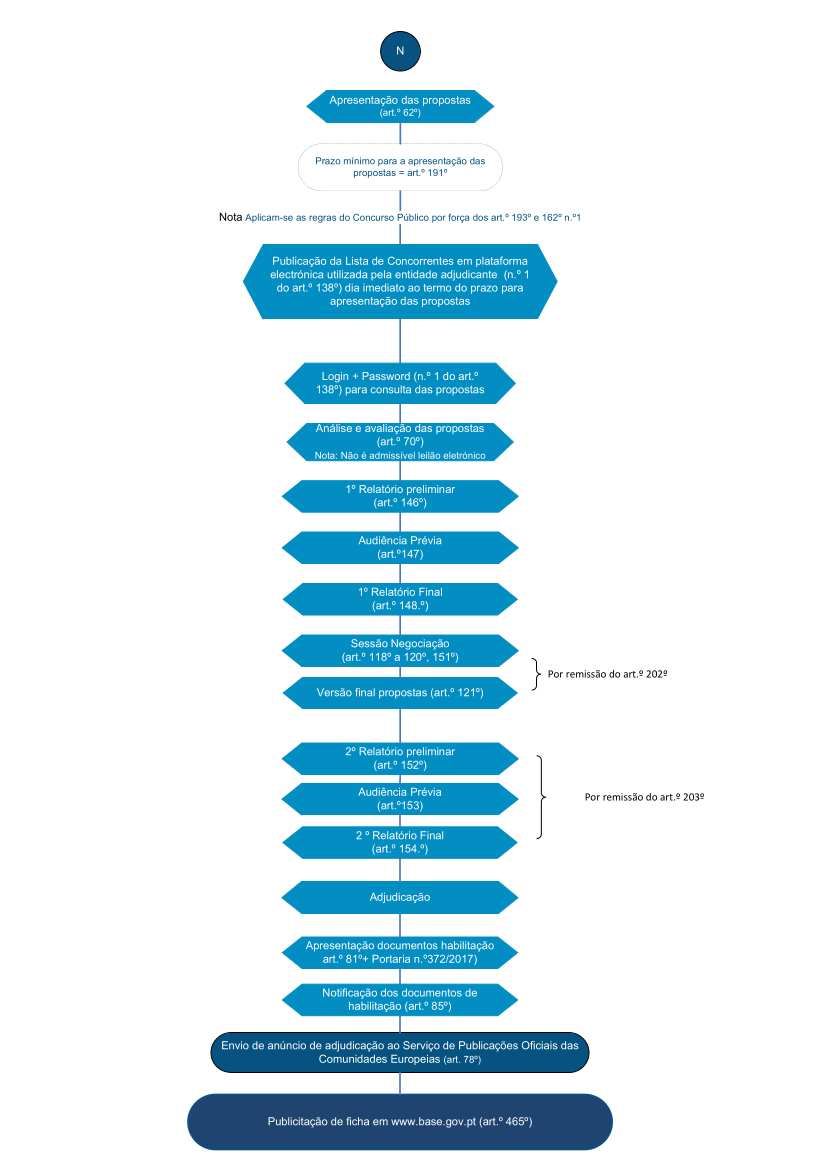 N
Apresentação das propostas
(art.º 62º)
Prazo mínimo para a apresentação das
propostas = art.º 191º
Nota Aplicam-se as regras do Concurso Público por força dos art.º 193º e 162º n.º1
Publicação da Lista de Concorrentes em plataforma
electrónica utilizada pela entidade adjudicante (n.º 1
do art.º 138º) dia imediato ao termo do prazo para
apresentação das propostas
Login + Password (n.º 1 do art.º
138º) para consulta das propostas
Análise e avaliação das propostas
(art.º 70º)
Nota: Não é admissível leilão eletrónico
1º Relatório preliminar
(art.º 146º)
Audiência Prévia
(art.º147)
1º Relatório Final
(art.º 148.º)
Sessão Negociação
(art.º 118º a 120º, 151º)
Por remissão do art.º 202º
Versão final propostas (art.º 121º)
2º Relatório preliminar
(art.º 152º)
Audiência Prévia
(art.º153)
Por remissão do art.º 203º
2 º Relatório Final
(art.º 154.º)
Adjudicação
Apresentação documentos habilitação
art.º 81º+ Portaria n.º372/2017)
Notificação dos documentos de
habilitação (art.º 85º)
Envio de anúncio de adjudicação ao Serviço de Publicações Oficiais das
Comunidades Europeias (art. 78º)
Publicitação de ficha em www.base.gov.pt (art.º 465º)